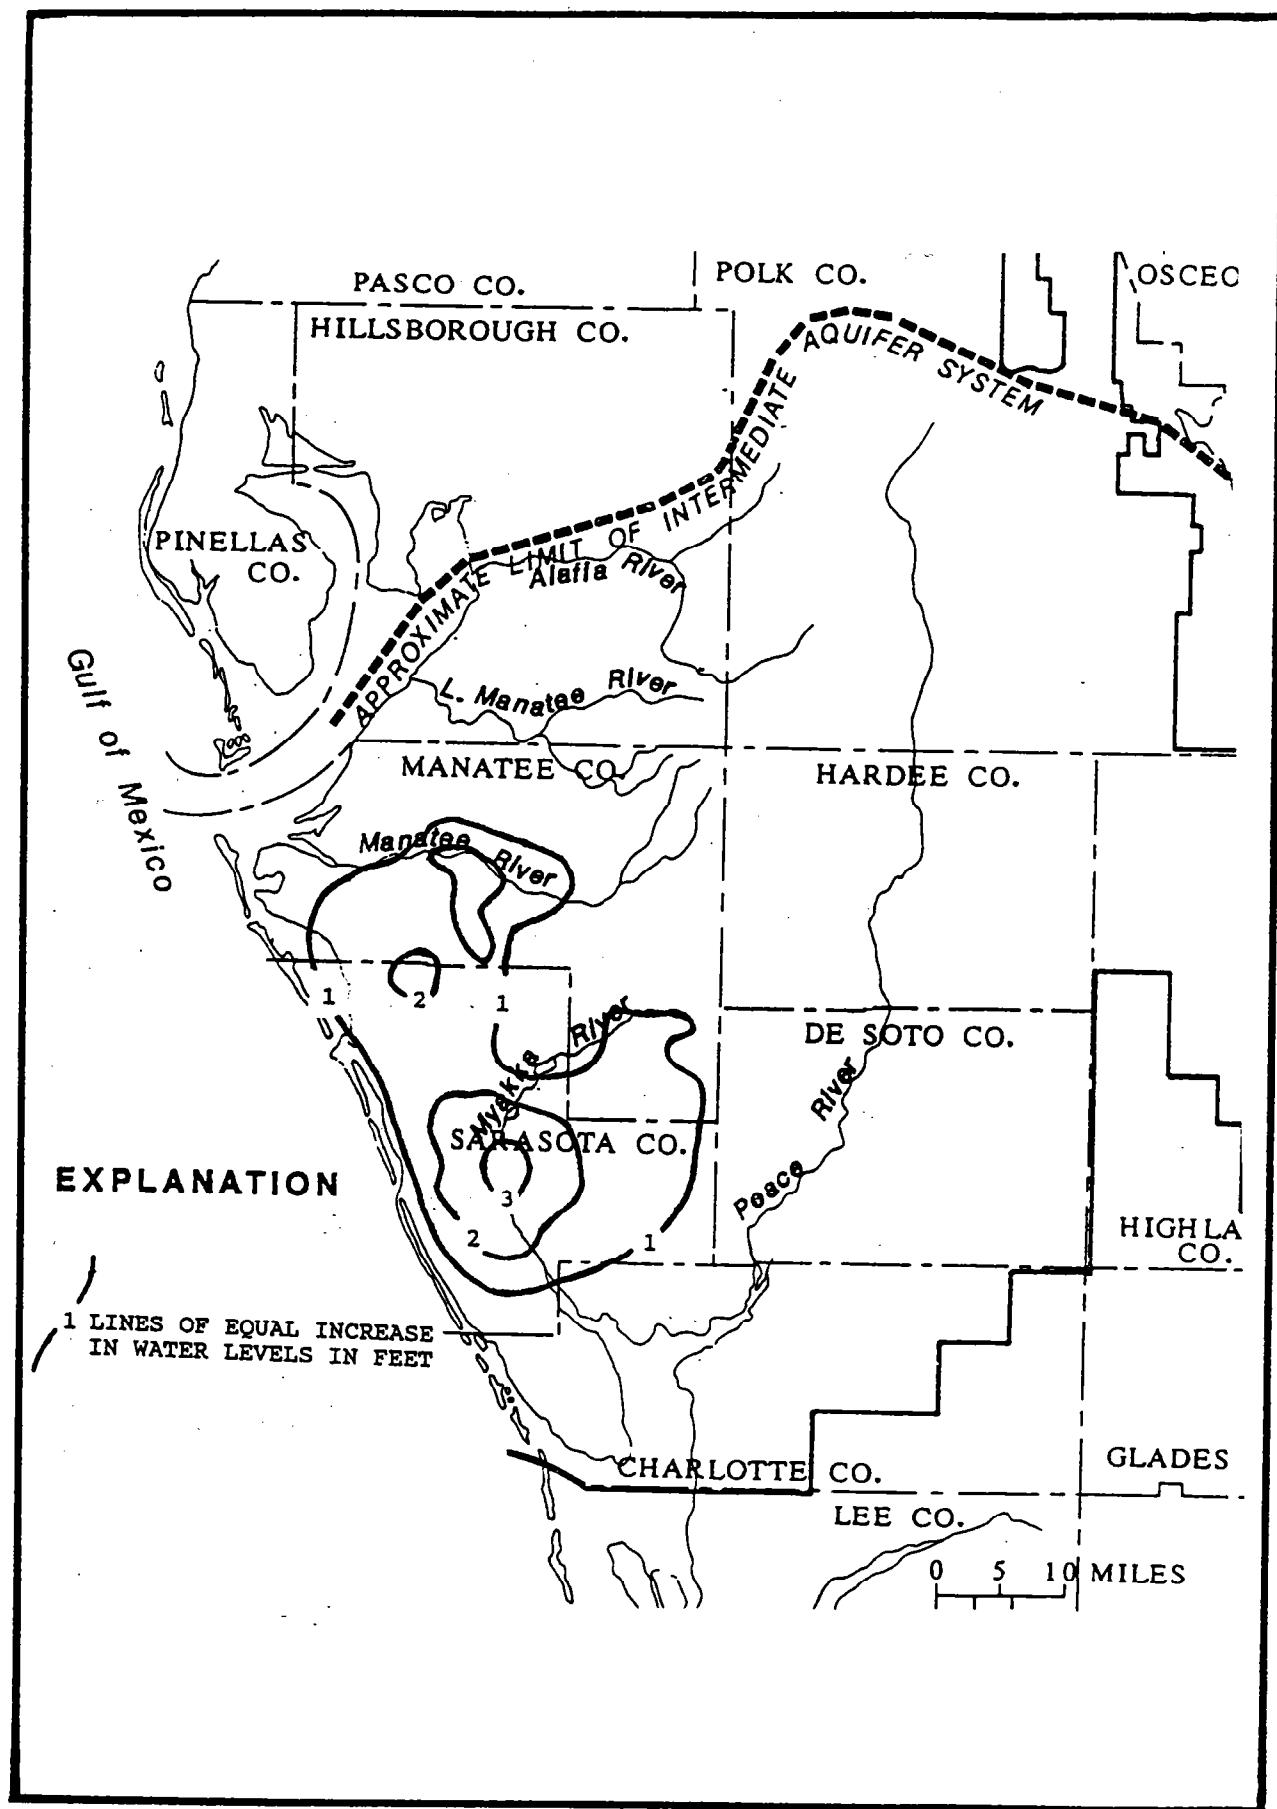 PASCO CO.
POLK CO.
OSCEO
HILLSBOROUGH CO.
APPROXIMATE LIMIT OF INTERMEDIATE AQUIFER SYSTEM
PINELLAS
CO.
Alafia River
Gulf of Mexico
L. Manatee River
MANATEE CO.
HARDEE CO.
Manatee River
1
2
1
Myakka River
DE SOTO CO.
SARASOTA CO.
Peace River
EXPLANATION
3
2
1
HIGHLA
CO.
1 LINES OF EQUAL INCREASE
IN WATER LEVELS IN FEET
CHARLOTTE CO.
GLADES
LEE CO.
0 5 10 MILES